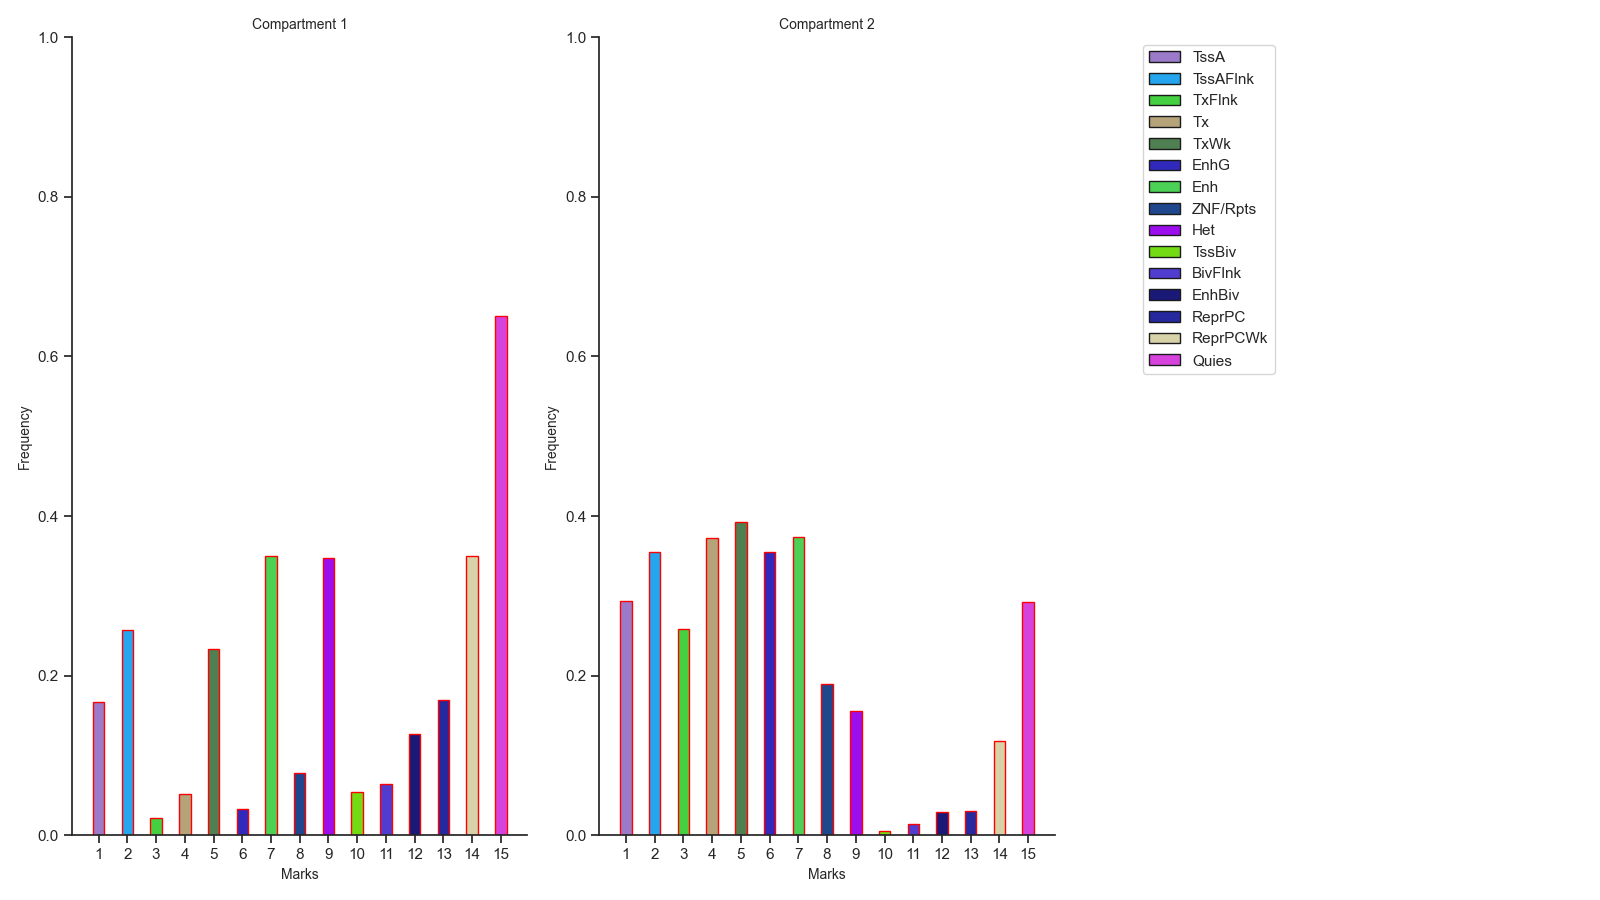 Compartment 1
1.0
0.8
0.6
0.4
0.2
0.0
Frequency
1 2 3 4 5 6 7 8 9 10 11 12 13 14 15
Marks
Compartment 2
1.0
0.8
0.6
0.4
0.2
0.0
Frequency
1 2 3 4 5 6 7 8 9 10 11 12 13 14 15
Marks
TssA
TssAFlnk
TxFlnk
Tx
TxWk
EnhG
Enh
ZNF/Rpts
Het
TssBiv
BivFlnk
EnhBiv
ReprPC
ReprPCWk
Quies